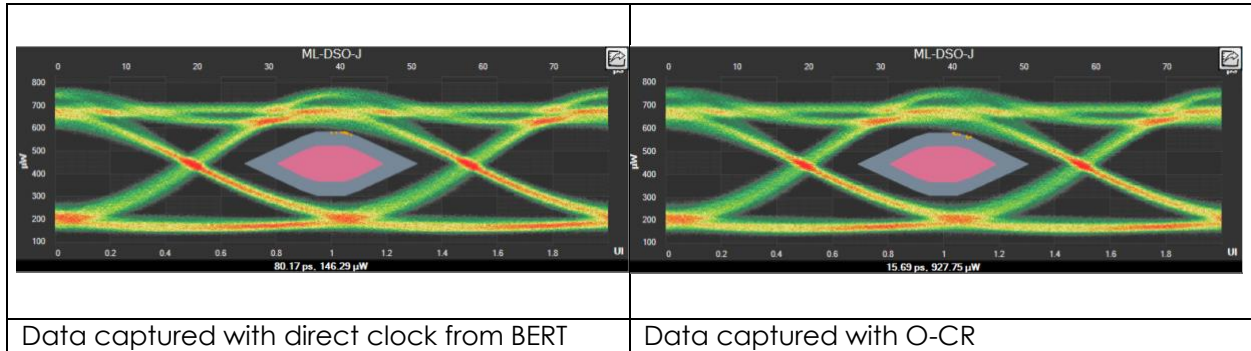 ML-DSO-J
0 10 20 30 40 50 60 70
800
700
600
500
400
300
200
100
µW
0 0.2 0.4 0.6 0.8 1 1.2 1.4 1.6 1.8 UI
80.17 ps, 146.29 µW
ML-DSO-J
0 10 20 30 40 50 60 70
800
700
600
500
400
300
200
100
µW
0 0.2 0.4 0.6 0.8 1 1.2 1.4 1.6 1.8 UI
15.69 ps, 927.75 µW
Data captured with direct clock from BERT
Data captured with O-CR